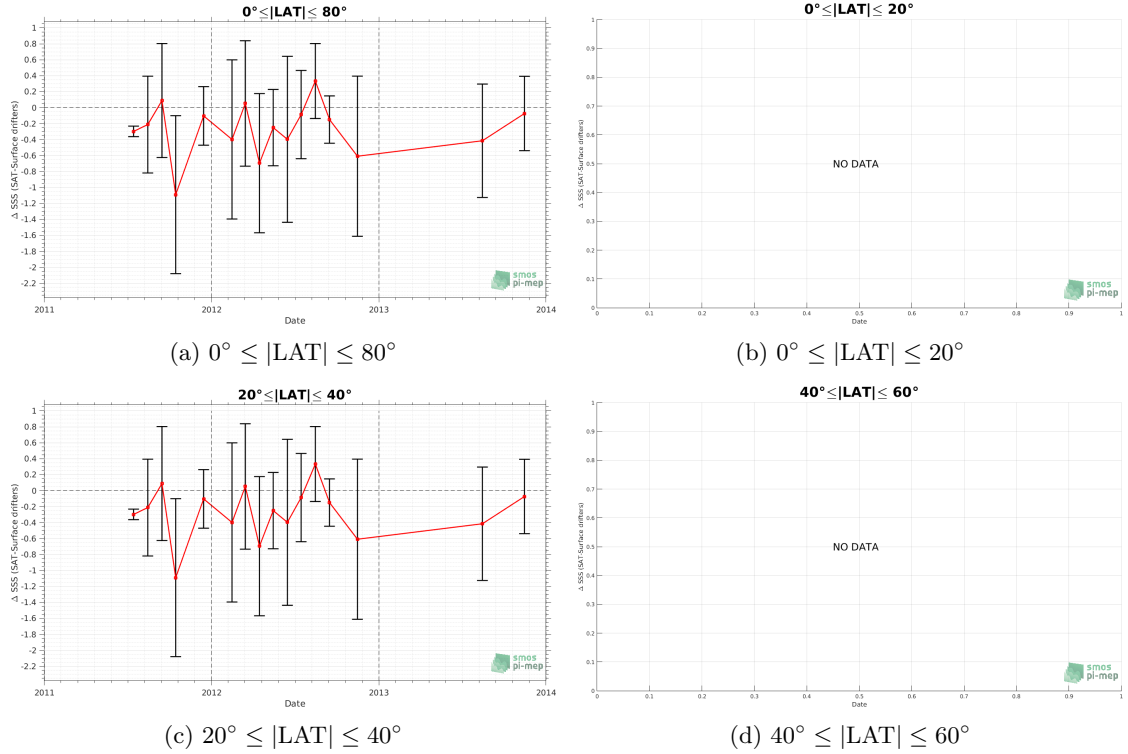 0°≤|LAT|≤ 80°
1
0.8
0.6
0.4
0.2
0
-0.2
-0.4
-0.6
-0.8
-1
-1.2
-1.4
-1.6
-1.8
-2
-2.2
Δ SSS (SAT-Surface drifters)
2011 2012 2013 2014
Date
smos
pi-mep
(a) 0° ≤ |LAT| ≤ 80°
0°≤|LAT|≤ 20°
1
0.9
0.8
0.7
0.6
0.5
0.4
0.3
0.2
0.1
0
Δ SSS (SAT-Surface drifters)
NO DATA
0 0.1 0.2 0.3 0.4 0.5 0.6 0.7 0.8 0.9 1
Date
smos
pi-mep
(b) 0° ≤ |LAT| ≤ 20°
20°≤|LAT|≤ 40°
1
0.8
0.6
0.4
0.2
0
-0.2
-0.4
-0.6
-0.8
-1
-1.2
-1.4
-1.6
-1.8
-2
-2.2
Δ SSS (SAT-Surface drifters)
2011 2012 2013 2014
Date
smos
pi-mep
(c) 20° ≤ |LAT| ≤ 40°
40°≤|LAT|≤ 60°
1
0.9
0.8
0.7
0.6
0.5
0.4
0.3
0.2
0.1
0
Δ SSS (SAT-Surface drifters)
NO DATA
0 0.1 0.2 0.3 0.4 0.5 0.6 0.7 0.8 0.9 1
Date
smos
pi-mep
(d) 40° ≤ |LAT| ≤ 60°